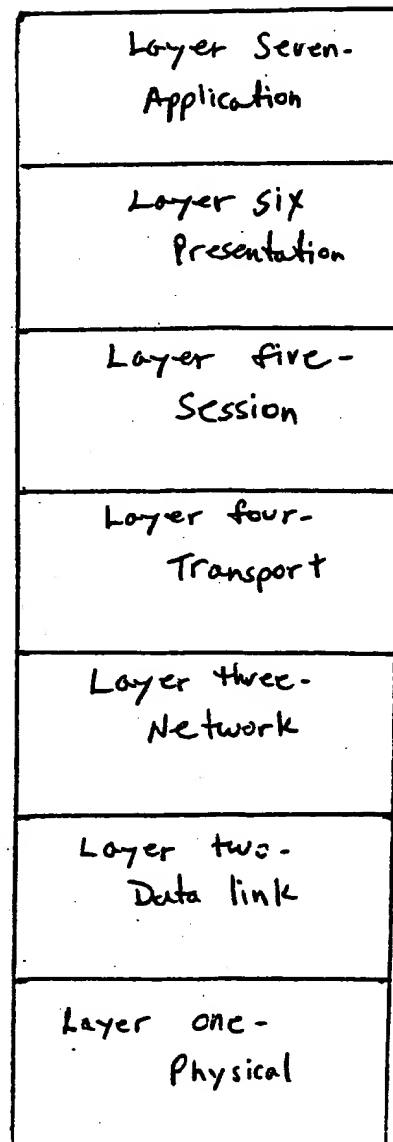 Layer Seven-
Application
Layer six
Presentation
Layer five-
Session
Layer four-
Transport
Layer three-
Network
Layer two-
Data link
Layer one-
Physical